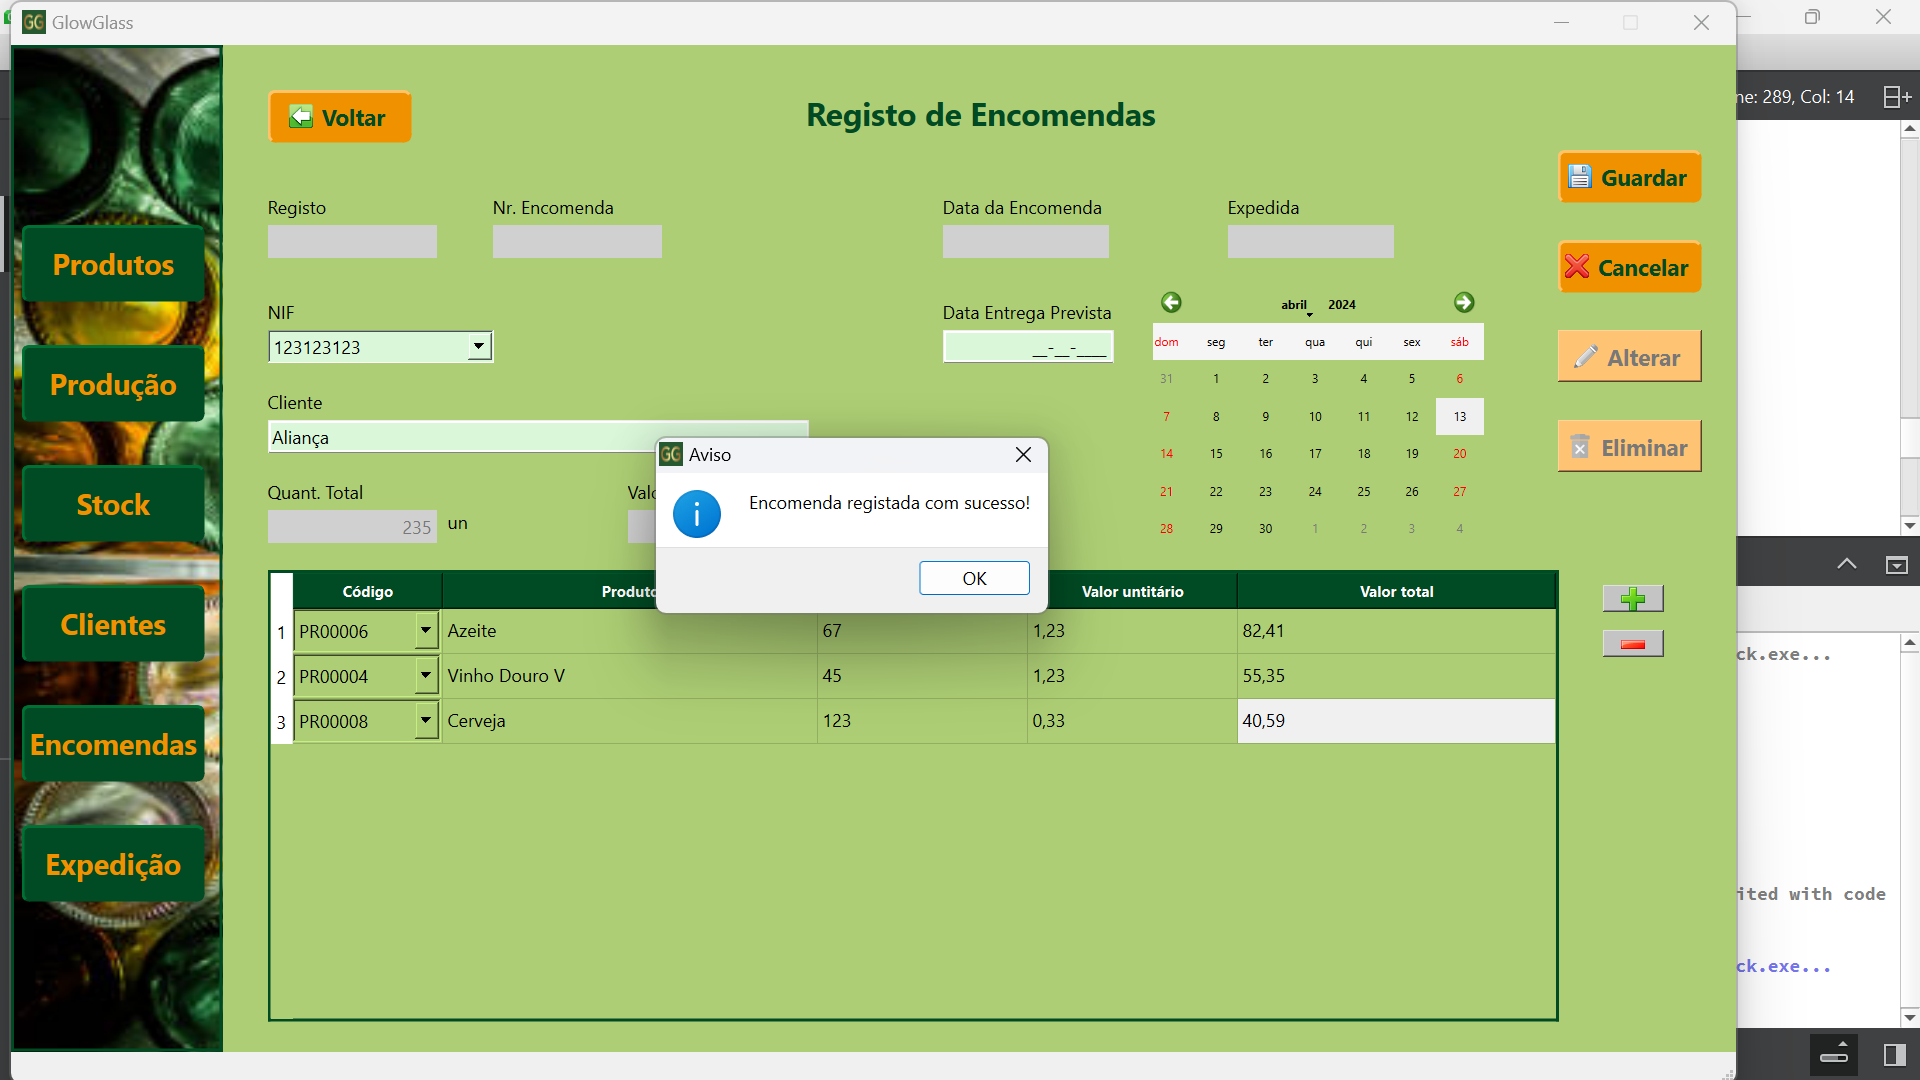 GG GlowGlass
ne: 289, Col: 14
Voltar
Registo de Encomendas
Guardar
Cancelar
Alterar
Eliminar
Produtos
Produção
Stock
Clientes
Encomendas
Expedição
Registo
Nr. Encomenda
Data da Encomenda
Expedida
NIF
123123123
Data Entrega Prevista
__-__-____
abril 2024
dom seg ter qua qui sex sáb
31 1 2 3 4 5 6
7 8 9 10 11 12 13
14 15 16 17 18 19 20
21 22 23 24 25 26 27
28 29 30 1 2 3 4
Cliente
Aliança
Quant. Total
235 un
Valo
GG Aviso
Encomenda registada com sucesso!
OK
Código Produto Valor untitário Valor total
1 PR00006 Azeite 67 1,23 82,41
2 PR00004 Vinho Douro V 45 1,23 55,35
3 PR00008 Cerveja 123 0,33 40,59
ck.exe...
ited with code
ck.exe...